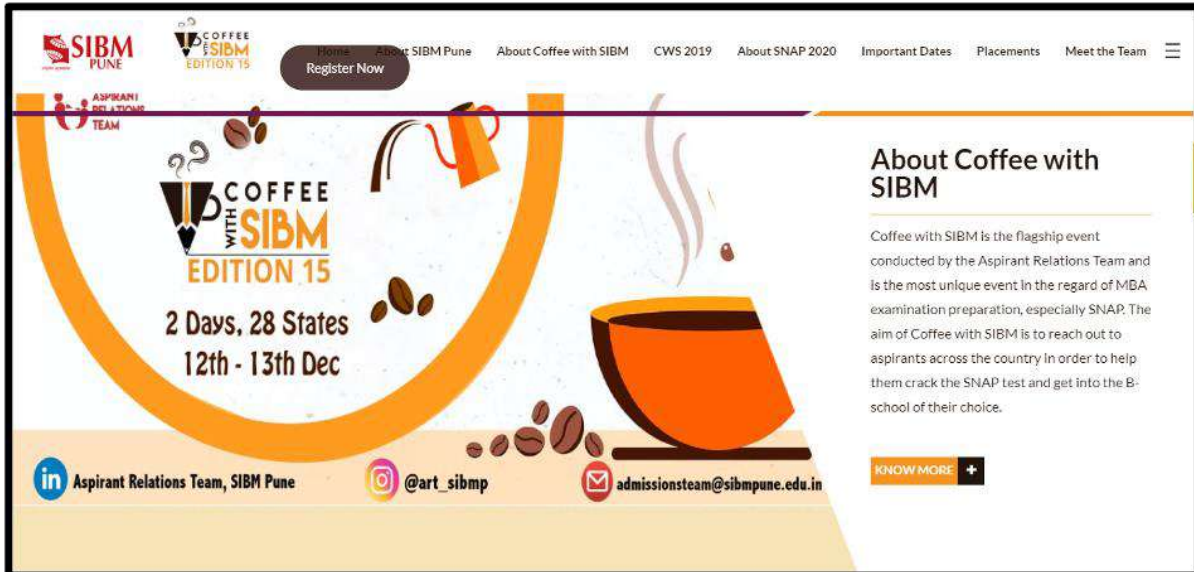 SIBM
PUNE
COFFEE
WITH SIBM
EDITION 15
Home
About SIBM Pune
About Coffee with SIBM
CWS 2019
About SNAP 2020
Important Dates
Placements
Meet the Team
Register Now
ASPIRANT
RELATIONS
TEAM
COFFEE
WITH SIBM
EDITION 15
2 Days, 28 States
12th - 13th Dec
in Aspirant Relations Team, SIBM Pune
@art_sibmp
admissionsteam@sibmpune.edu.in
About Coffee with
SIBM
Coffee with SIBM is the flagship event
conducted by the Aspirant Relations Team and
is the most unique event in the regard of MBA
examination preparation, especially SNAP. The
aim of Coffee with SIBM is to reach out to
aspirants across the country in order to help
them crack the SNAP test and get into the B-
school of their choice.
KNOW MORE +